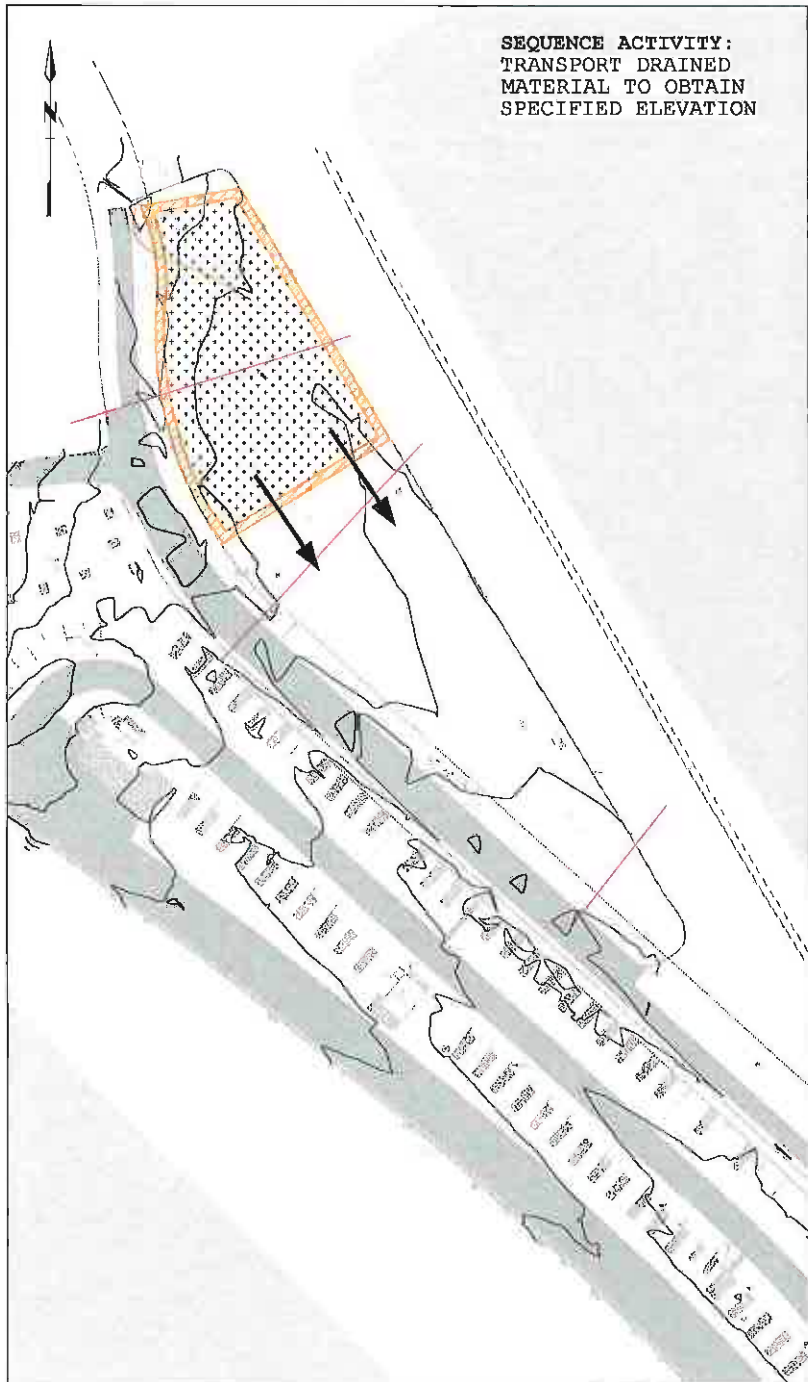 SEQUENCE ACTIVITY:
TRANSPORT DRAINED
MATERIAL TO OBTAIN
SPECIFIED ELEVATION
N